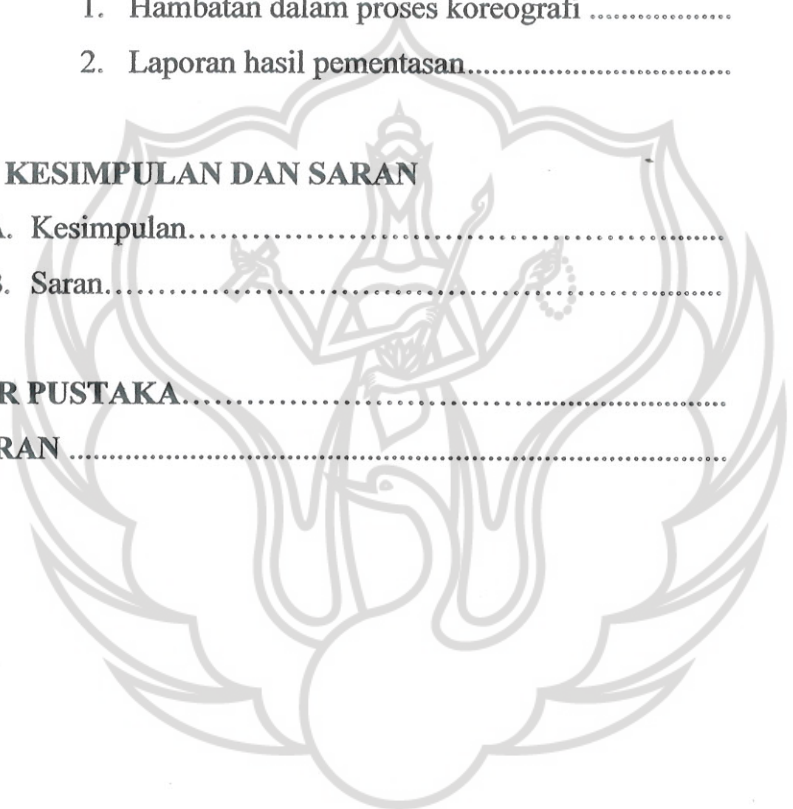 1. Hambatan dalam proses koreografi ..................
2. Laporan hasil pementasan................................
KESIMPULAN DAN SARAN
. Kesimpulan..................................................................
. Saran............................................................................
R PUSTAKA....................................................................
RAN ................................................................................